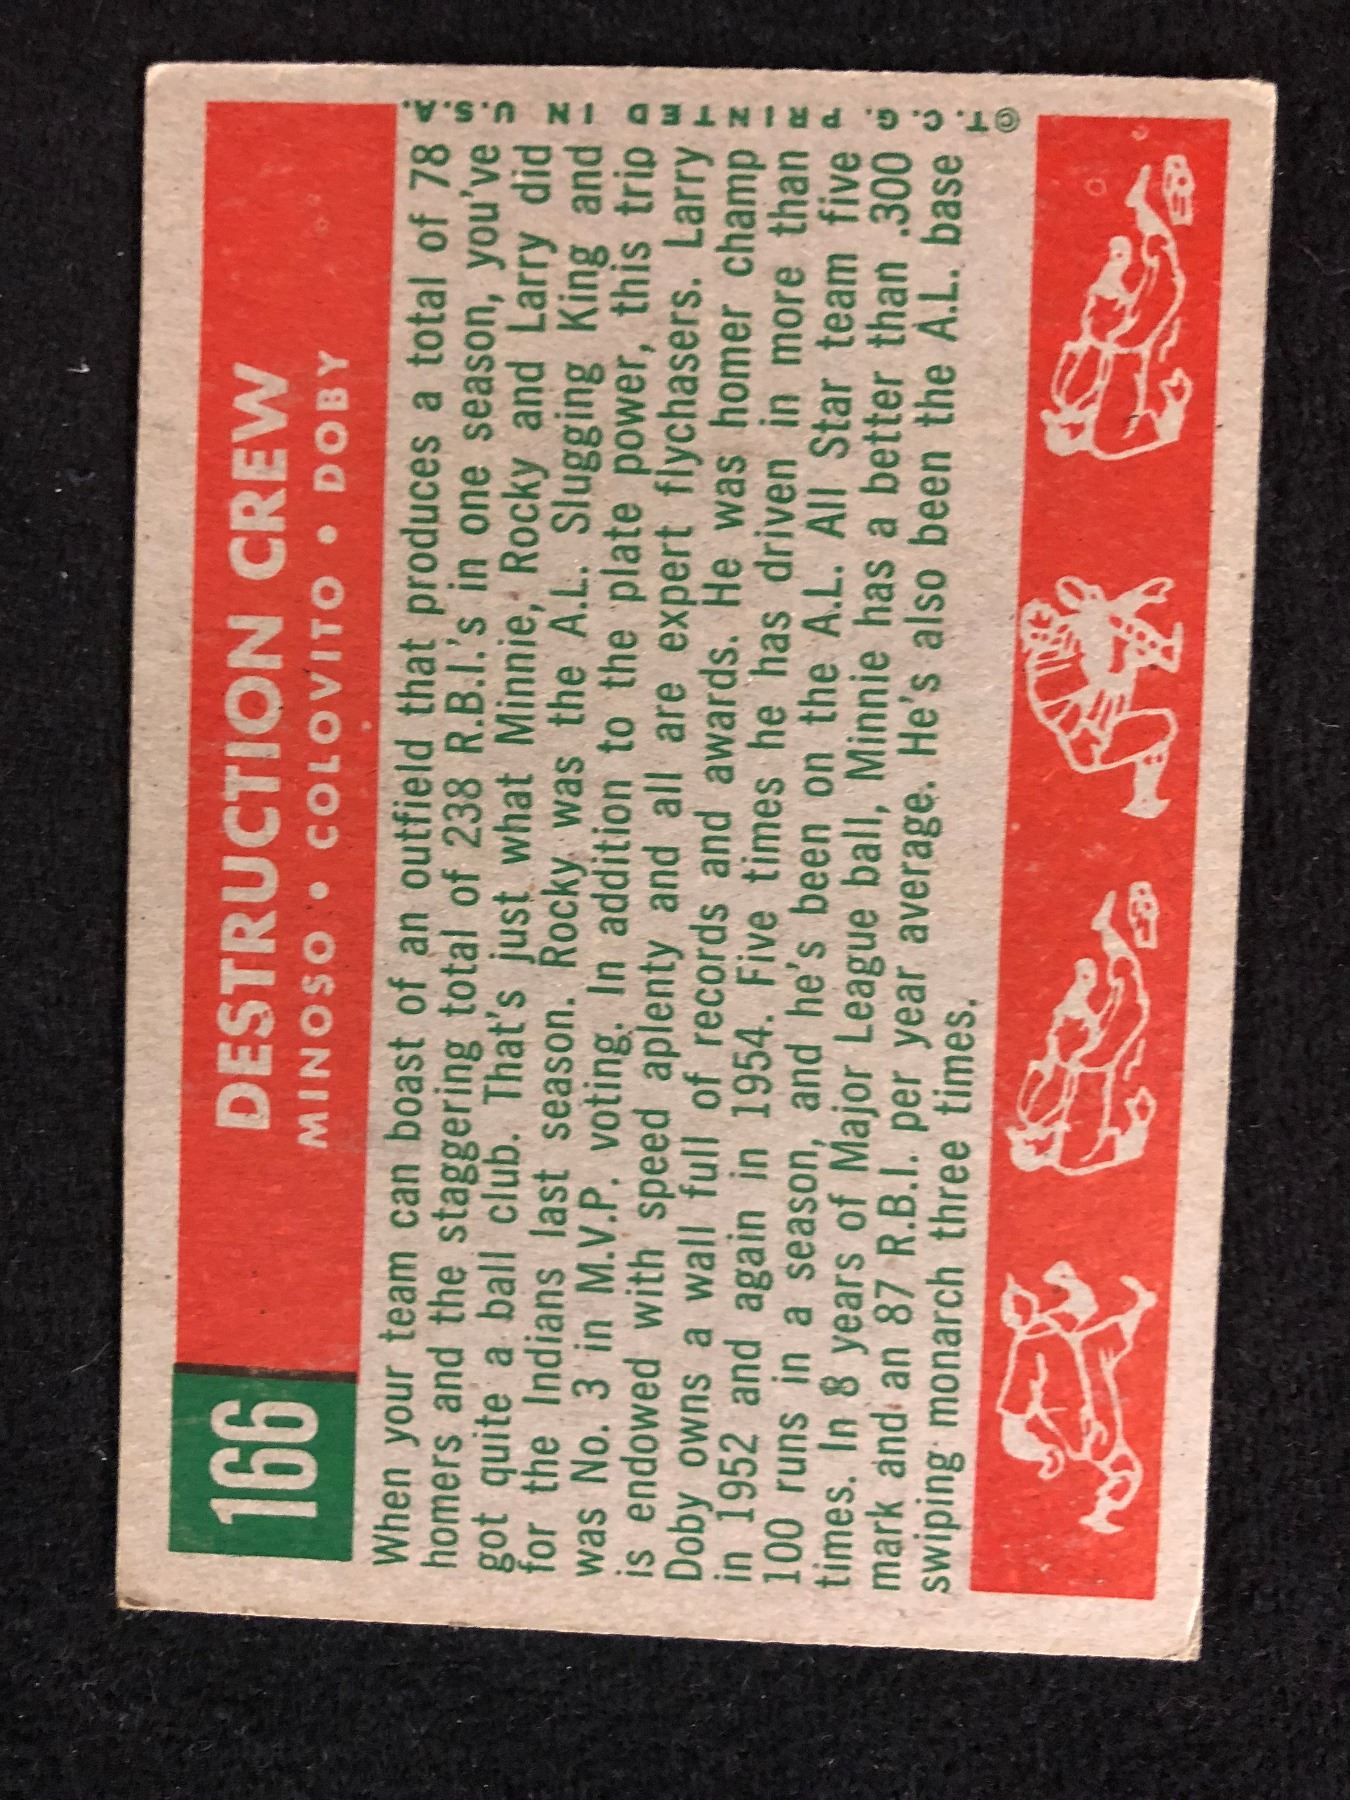 166
DESTRUCTION CREW
MINOSO • COLOVITO • DOBY
When your team can boast of an outfield that produces a total of 78
homers and the staggering total of 238 R.B.I.'s in one season, you've
got quite a ball club. That's just what Minnie, Rocky and Larry did
for the Indians last season. Rocky was the A.L. Slugging King and
was No. 3 in M.V.P. voting. In addition to the plate power, this trio
is endowed with speed aplenty and all are expert flychasers. Larry
Doby owns a wall full of records and awards. He was homer champ
in 1952 and again in 1954. Five times he has driven in more than
100 runs in a season, and he's been on the A.L. All Star team five
times. In 8 years of Major League ball, Minnie has a better than .300
mark and an 87 R.B.I. per year average. He's also been the A.L. base
swiping monarch three times.
©T.C.G. PRINTED IN U.S.A.